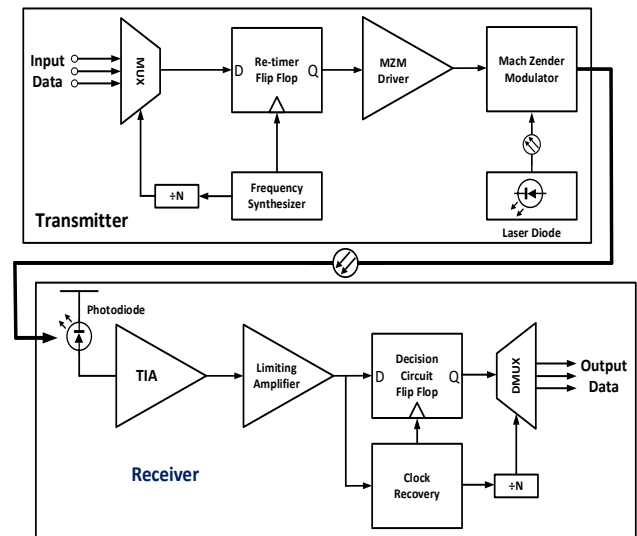 Input
Data
MUX
D
Re-timer
Flip Flop
Q
MZM
Driver
Mach Zender
Modulator
÷N
Frequency
Synthesizer
Laser Diode
Transmitter
Photodiode
TIA
Limiting
Amplifier
D
Decision
Circuit
Flip Flop
Q
DMUX
Output
Data
Receiver
Clock
Recovery
÷N